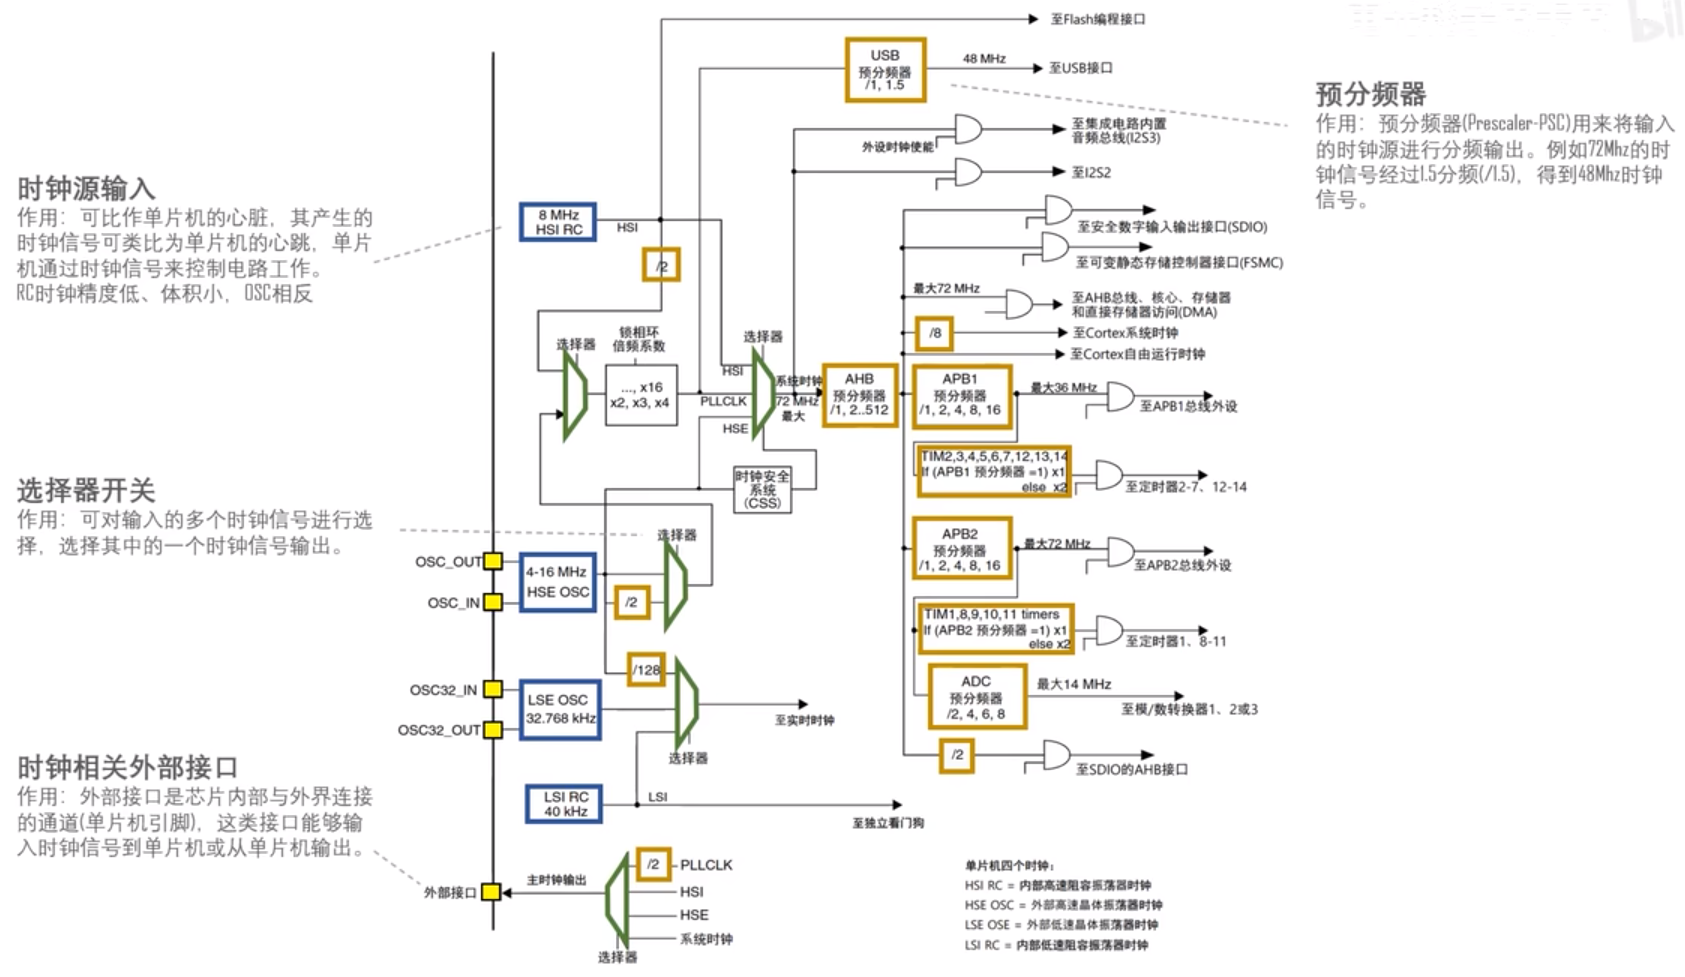 至Flash编程接口
USB
预分频器
/1, 1.5
48 MHz
至USB接口
预分频器
作用：预分频器(Prescaler-PSC)用来将输入
的时钟源进行分频输出。例如72Mhz的时
钟信号经过1.5分频(/1.5)，得到48Mhz时钟
信号。
外设时钟使能
至集成电路内置
音频总线(I2S3)
至I2S2
时钟源输入
作用：可比作单片机的心脏，其产生的
时钟信号可类比为单片机的心跳，单片
机通过时钟信号来控制电路工作。
RC时钟精度低、体积小，OSC相反
8 MHz
HSI RC
HSI
/2
至安全数字输入输出接口(SDIO)
至可变静态存储控制器接口(FSMC)
最大72 MHz
至AHB总线、核心、存储器
和直接存储器访问(DMA)
/8
至Cortex系统时钟
至Cortex自由运行时钟
选择器
锁相环
倍频系数
..., x16
x2, x3, x4
选择器
HSI
PLLCLK
HSE
系统时钟
72 MHz
最大
AHB
预分频器
/1, 2..512
APB1
预分频器
/1, 2, 4, 8, 16
最大36 MHz
至APB1总线外设
TIM2,3,4,5,6,7,12,13,14
If (APB1 预分频器 =1) x1
else x2
至定时器2-7、12-14
时钟安全
系统
(CSS)
选择器开关
作用：可对输入的多个时钟信号进行选
择，选择其中的一个时钟信号输出。
选择器
OSC_OUT
OSC_IN
4-16 MHz
HSE OSC
/2
APB2
预分频器
/1, 2, 4, 8, 16
最大72 MHz
至APB2总线外设
TIM1,8,9,10,11 timers
If (APB2 预分频器 =1) x1
else x2
至定时器1、8-11
/128
OSC32_IN
OSC32_OUT
LSE OSC
32.768 kHz
至实时时钟
选择器
ADC
预分频器
/2, 4, 6, 8
最大14 MHz
至模/数转换器1、2或3
/2
至SDIO的AHB接口
时钟相关外部接口
作用：外部接口是芯片内部与外界连接
的通道(单片机引脚)，这类接口能够输
入时钟信号到单片机或从单片机输出。
LSI RC
40 kHz
LSI
至独立看门狗
外部接口
主时钟输出
/2
PLLCLK
HSI
HSE
系统时钟
选择器
单片机四个时钟：
HSI RC = 内部高速阻容振荡器时钟
HSE OSC = 外部高速晶体振荡器时钟
LSE OSE = 外部低速晶体振荡器时钟
LSI RC = 内部低速阻容振荡器时钟